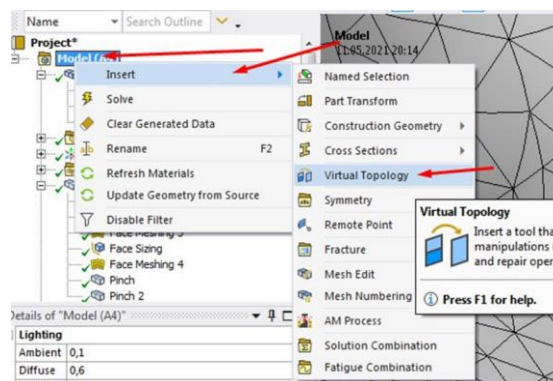 Name
Search Outline
Project*
Model (A4)
Model
11.05.2021 20:14
Insert
Solve
Clear Generated Data
Rename F2
Refresh Materials
Update Geometry from Source
Disable Filter
Named Selection
Part Transform
Construction Geometry
Cross Sections
Virtual Topology
Symmetry
Remote Point
Fracture
Mesh Edit
Mesh Numbering
AM Process
Solution Combination
Fatigue Combination
Virtual Topology
Insert a tool tha
manipulations
and repair oper
Press F1 for help.
Face Meshing 3
Face Sizing
Face Meshing 4
Pinch
Pinch 2
Details of "Model (A4)"
Lighting
Ambient 0,1
Diffuse 0,6